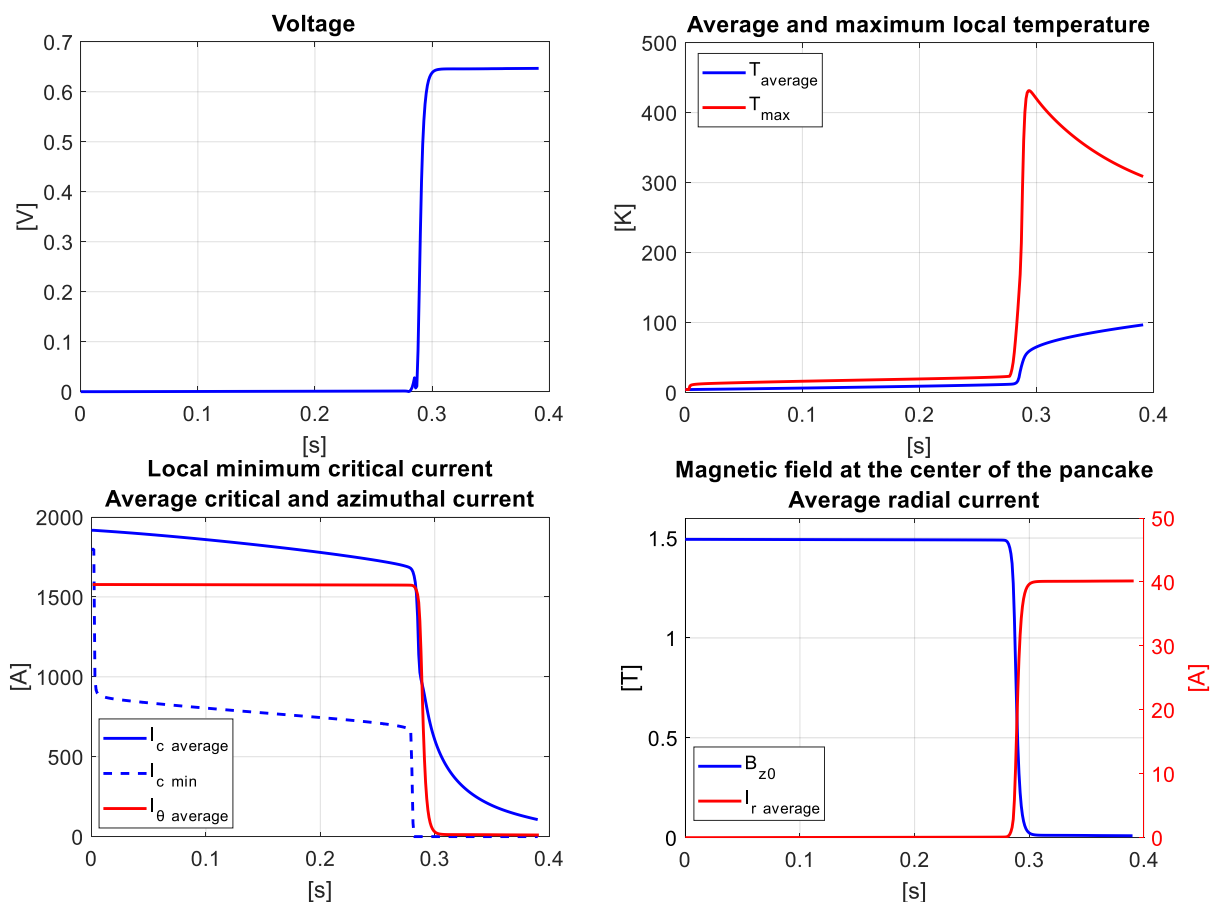 Voltage
0.7
0.6
0.5
0.4
0.3
0.2
0.1
0
[V]
0 0.1 0.2 0.3 0.4
[s]
Average and maximum local temperature
500
400
300
200
100
0
[K]
T average
T max
0 0.1 0.2 0.3 0.4
[s]
Local minimum critical current
Average critical and azimuthal current
2000
1500
1000
500
0
[A]
I c average
I c min
I θ average
0 0.1 0.2 0.3 0.4
[s]
Magnetic field at the center of the pancake
Average radial current
1.5
1
0.5
0
[T]
50
40
30
20
10
0
[A]
B z0
I r average
0 0.1 0.2 0.3 0.4
[s]